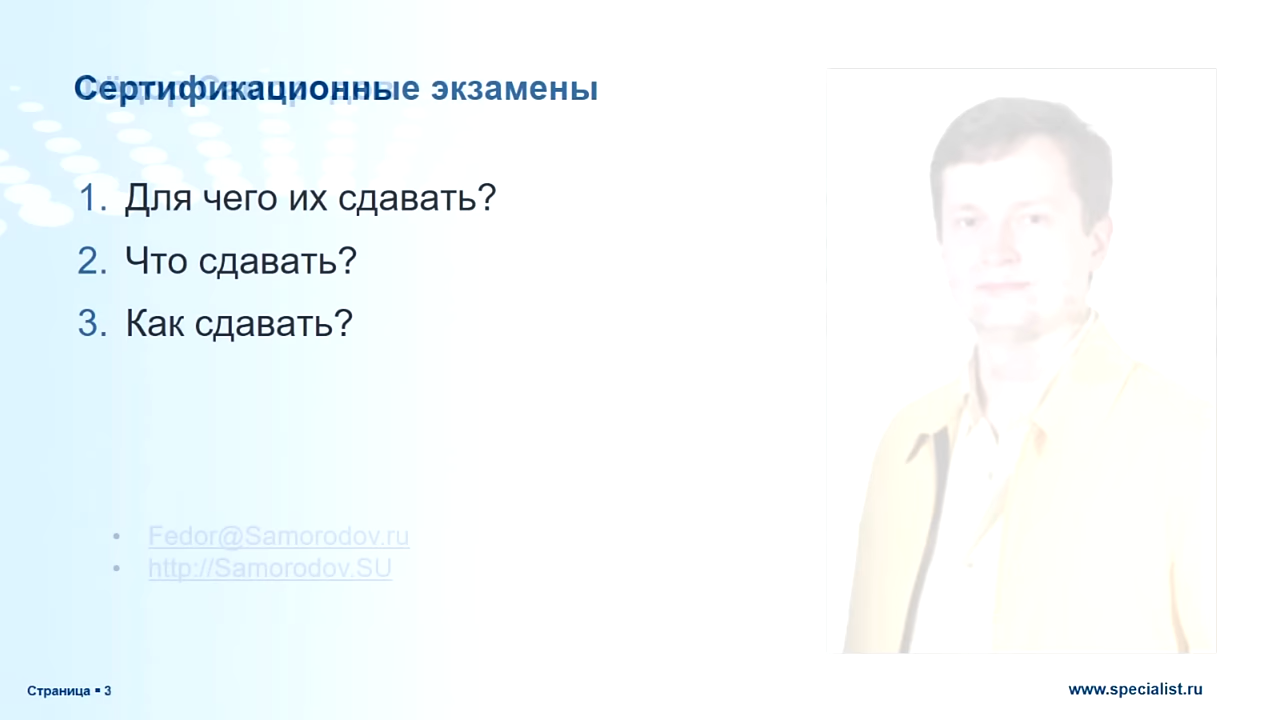 Сертификационные экзамены
1. Для чего их сдавать?
2. Что сдавать?
3. Как сдавать?
• Fedor@Samorodov.ru
• http://Samorodov.SU
Страница ▪ 3
www.specialist.ru